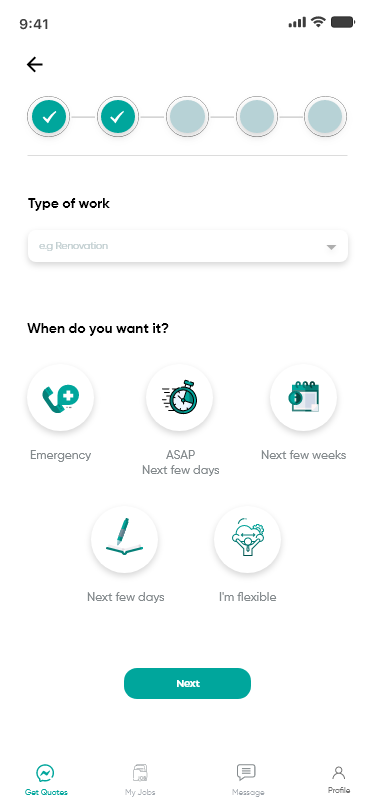 9:41
Type of work
e.g Renovation
When do you want it?
Emergency
ASAP
Next few days
Next few weeks
Next few days
I'm flexible
Next
Get Quotes
My Jobs
Message
Profile